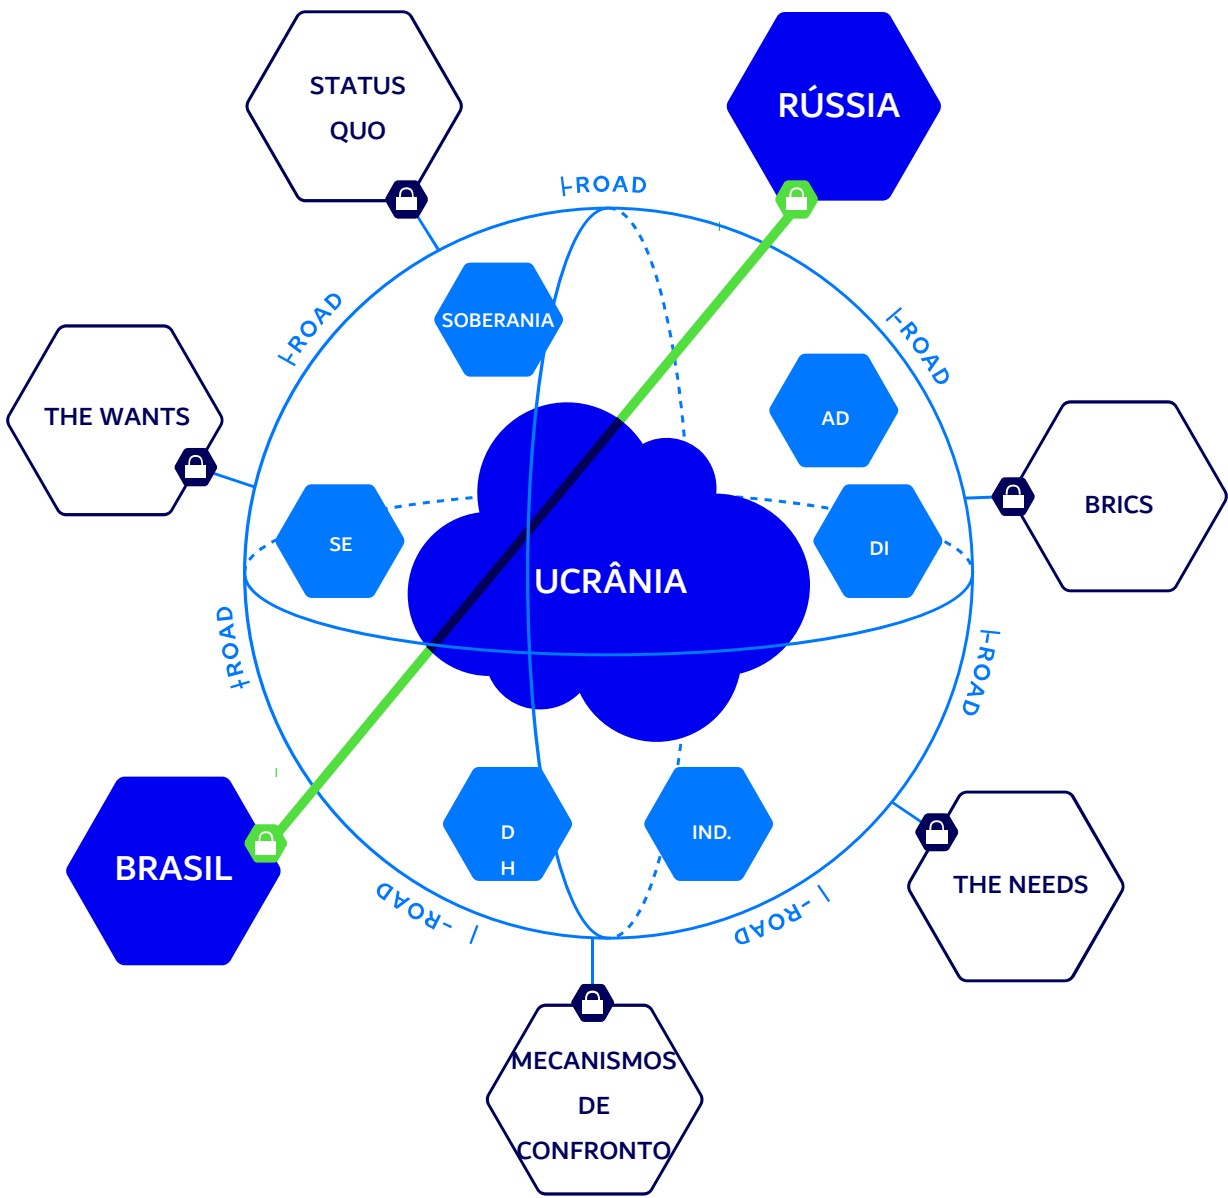 STATUS
QUO
RÚSSIA
I-ROAD
I-ROAD
I-ROAD
SOBERANIA
THE WANTS
AD
BRICS
SE
DI
UCRÂNIA
I-ROAD
I-ROAD
BRASIL
D
H
IND.
THE NEEDS
I-ROAD
I-ROAD
MECANISMOS
DE
CONFRONTO